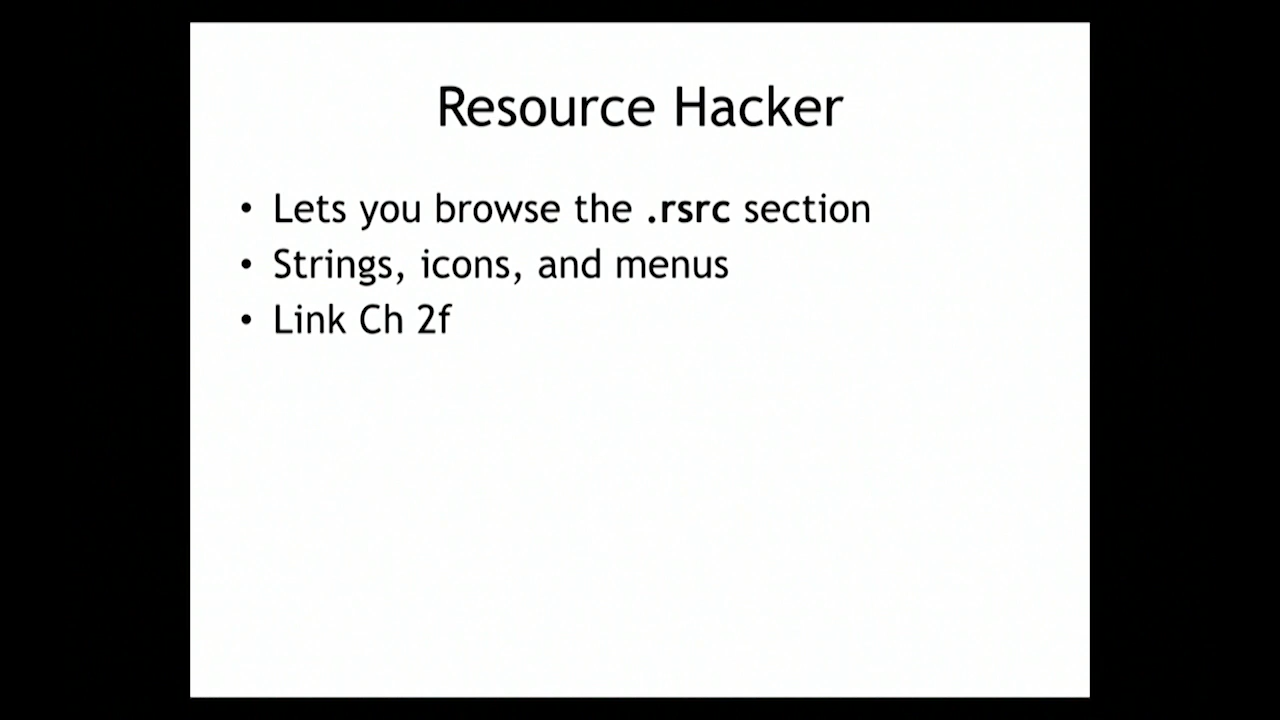 Resource Hacker
• Lets you browse the .rsrc section
• Strings, icons, and menus
• Link Ch 2f